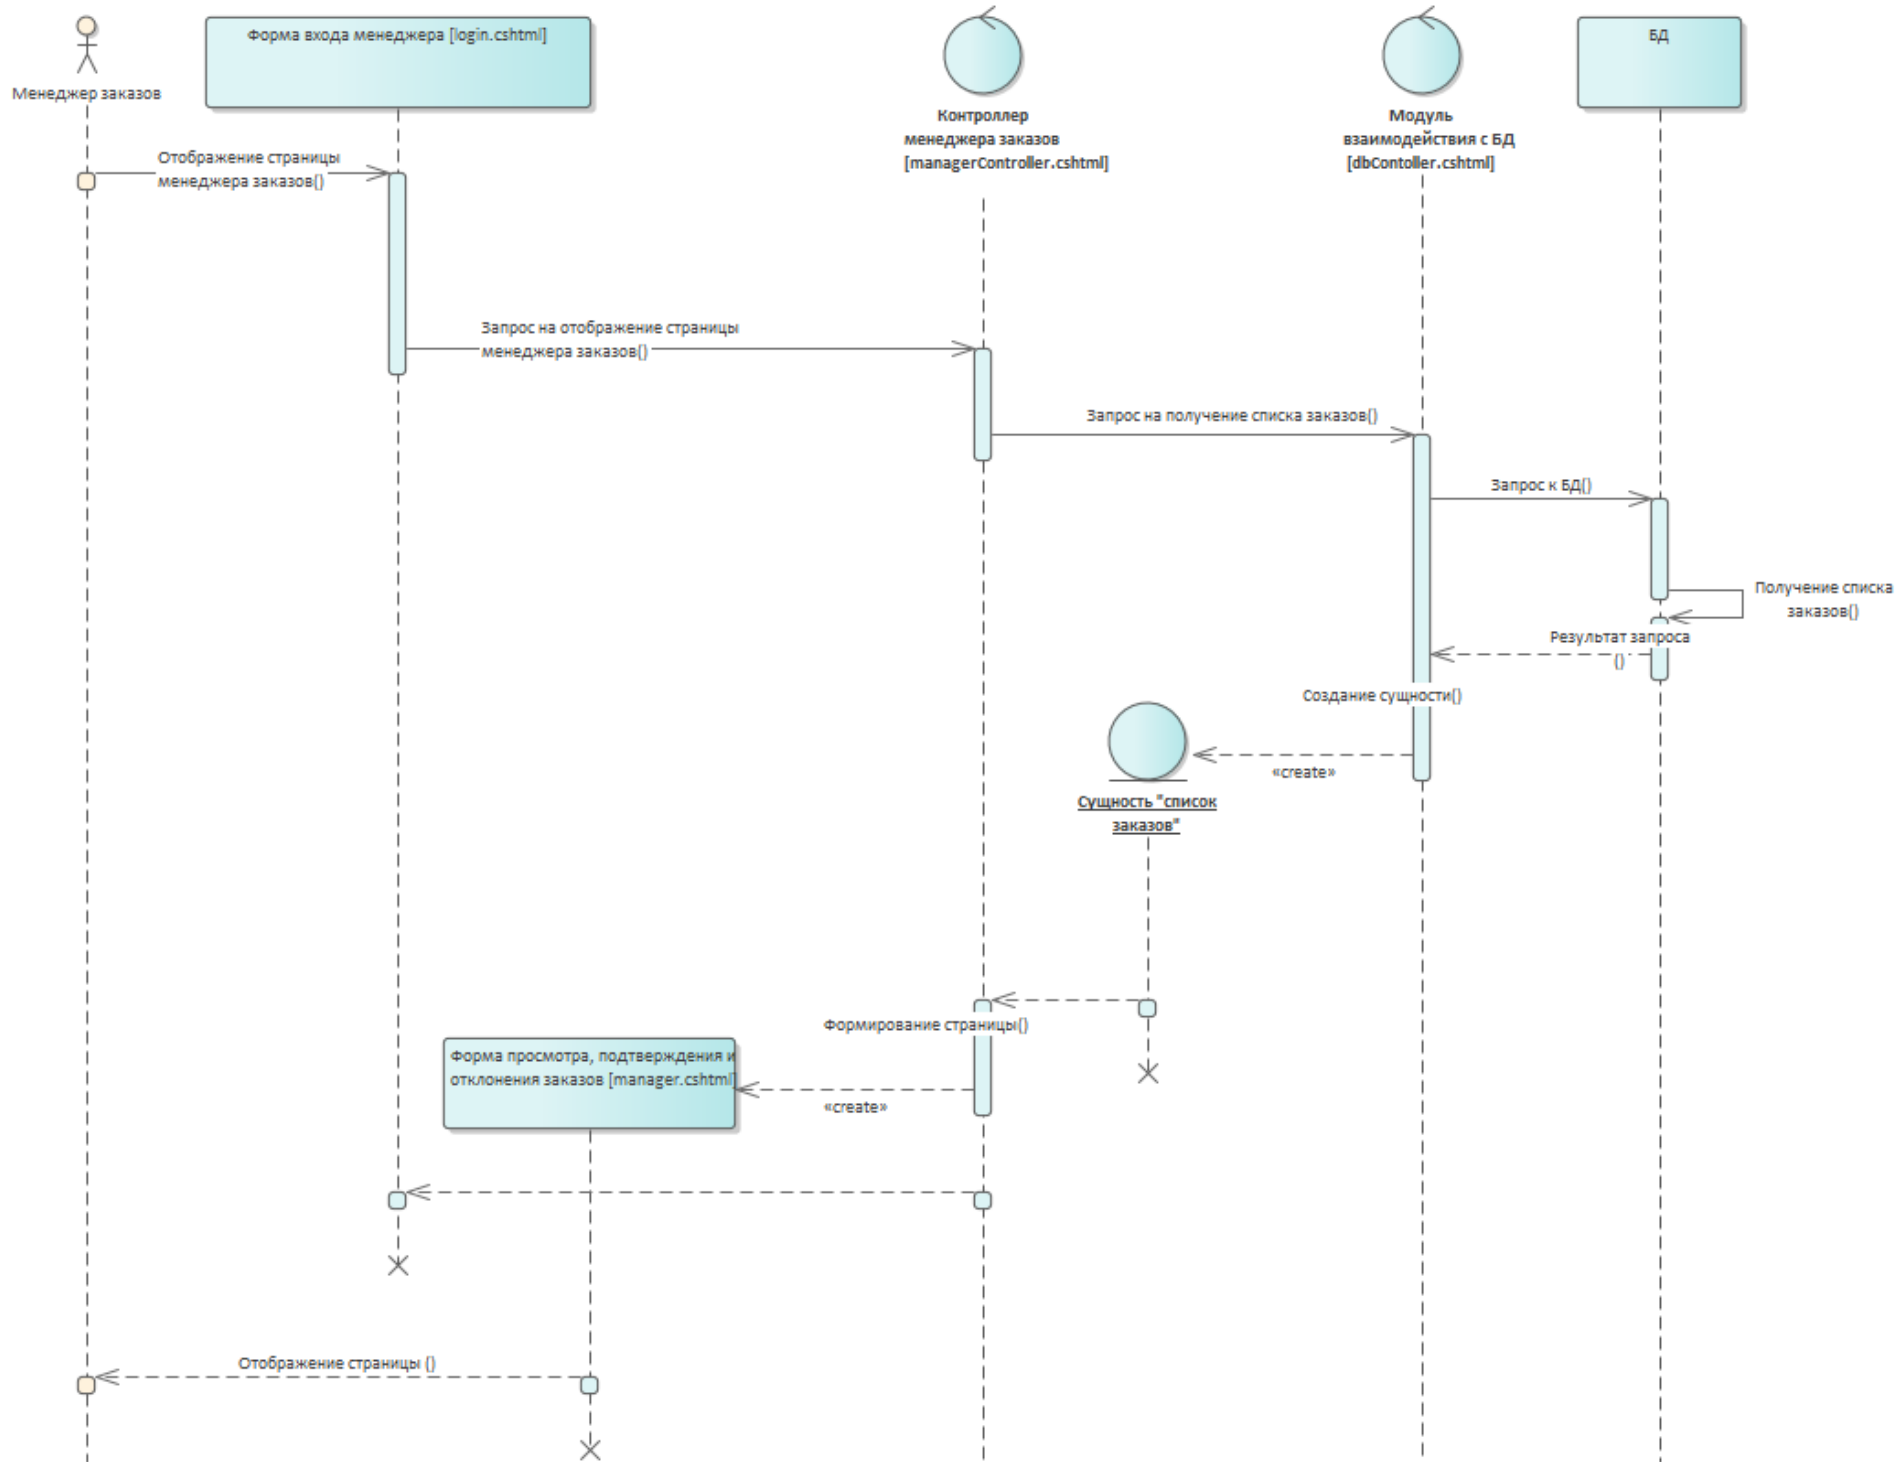 Менеджер заказов
Форма входа менеджера [login.cshtml]
Контроллер
менеджера заказов
[managerController.cshtml]
Модуль
взаимодействия с БД
[dbContoller.cshtml]
БД
Отображение страницы
менеджера заказов()
Запрос на отображение страницы
менеджера заказов()
Запрос на получение списка заказов()
Запрос к БД()
Получение списка
заказов()
Результат запроса
()
Создание сущности()
«create»
Сущность "список
заказов"
Формирование страницы()
Форма просмотра, подтверждения и
отклонения заказов [manager.cshtml]
«create»
Отображение страницы ()